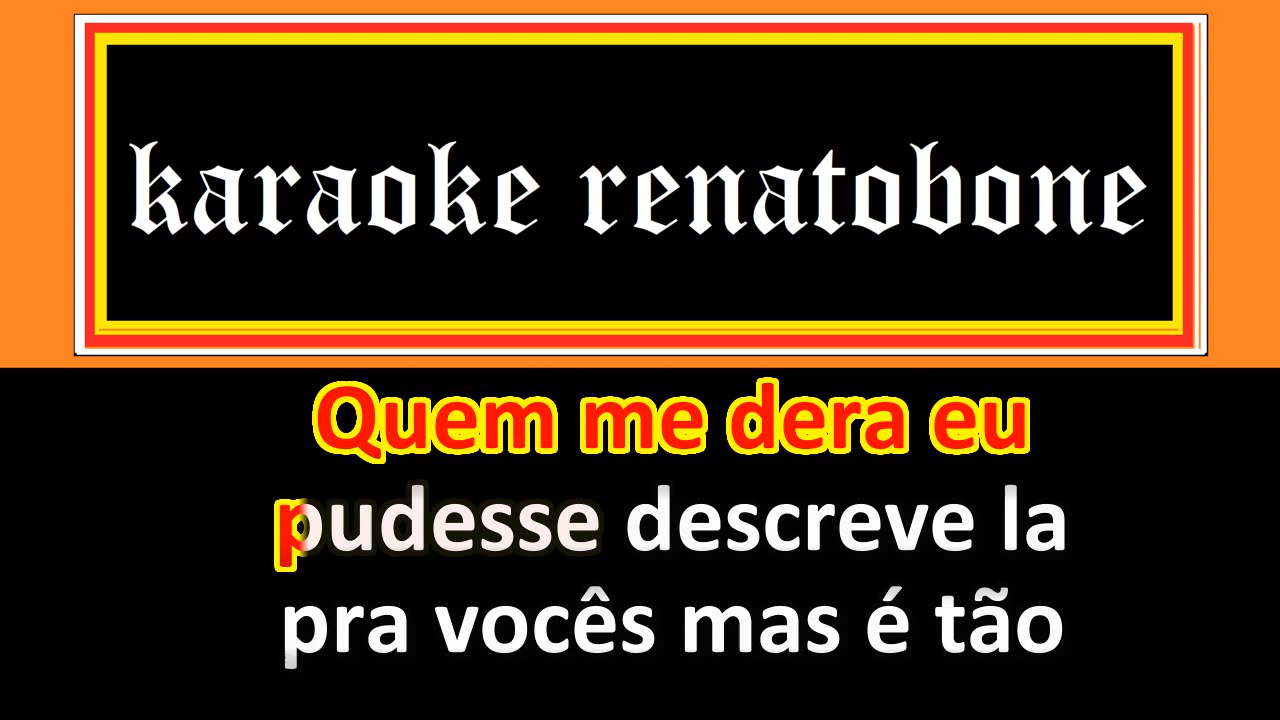 karaoke renatobone
Quem me dera eu
pudesse descreve la
pra vocês mas é tão